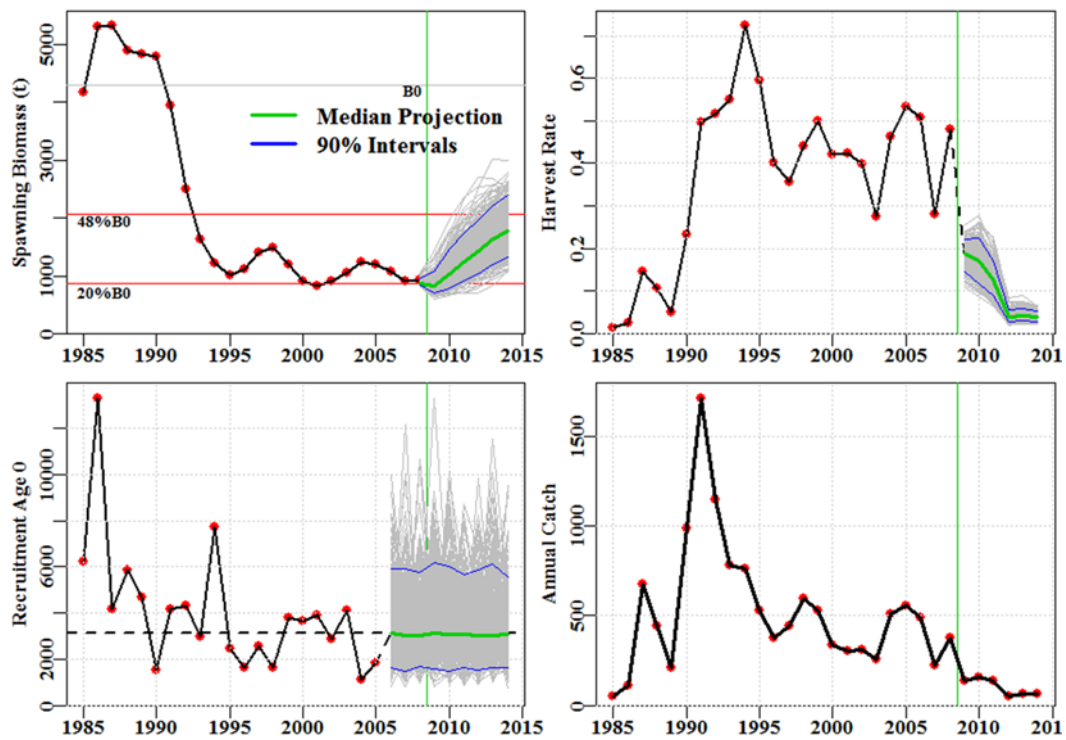 Spawning Biomass (t)
5000
3000
1000
0
B0
Median Projection
90% Intervals
48%B0
20%B0
1985 1990 1995 2000 2005 2010 2015
Harvest Rate
0.6
0.4
0.2
0.0
1985 1990 1995 2000 2005 2010 201
Recruitment Age 0
10000
6000
2000
0
1985 1990 1995 2000 2005 2010 2015
Annual Catch
1500
1000
500
0
1985 1990 1995 2000 2005 2010 2015